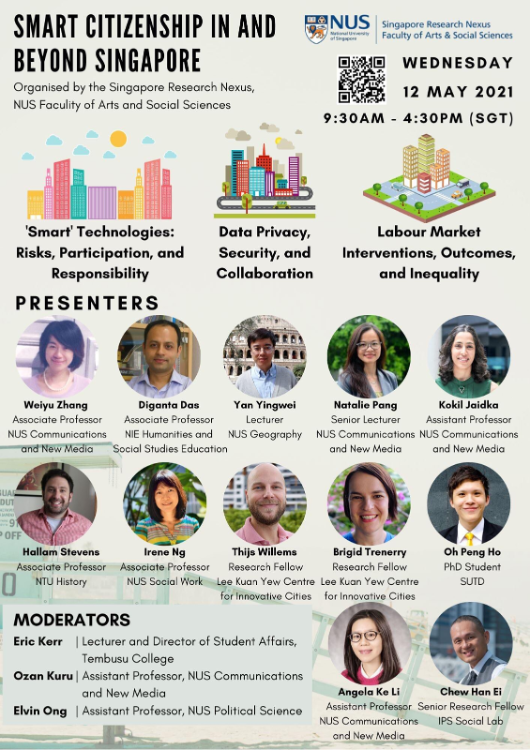 SMART CITIZENSHIP IN AND
BEYOND SINGAPORE
Organised by the Singapore Research Nexus,
NUS Faculity of Arts and Social Sciences
NUS
National University
of Singapore
Singapore Research Nexus
Faculty of Arts & Social Sciences
WEDNESDAY
12 MAY 2021
9:30AM - 4:30PM (SGT)
'Smart' Technologies:
Risks, Participation, and
Responsibility
Data Privacy,
Security, and
Collaboration
Labour Market
Interventions, Outcomes,
and Inequality
PRESENTERS
Weiyu Zhang
Associate Professor
NUS Communications
and New Media
Diganta Das
Associate Professor
NIE Humanities and
Social Studies Education
Yan Yingwei
Lecturer
NUS Geography
Natalie Pang
Senior Lecturer
NUS Communications
and New Media
Kokil Jaidka
Assistant Professor
NUS Communications
and New Media
Hallam Stevens
Associate Professor
NTU History
Irene Ng
Associate Professor
NUS Social Work
Thijs Willems
Research Fellow
Lee Kuan Yew Centre
for Innovative Cities
Brigid Trenerry
Research Fellow
Lee Kuan Yew Centre
for Innovative Cities
Oh Peng Ho
PhD Student
SUTD
MODERATORS
Eric Kerr | Lecturer and Director of Student Affairs,
Tembusu College
Ozan Kuru | Assistant Professor, NUS Communications
and New Media
Elvin Ong | Assistant Professor, NUS Political Science
Angela Ke Li
Assistant Professor
NUS Communications
and New Media
Chew Han Ei
Senior Research Fellow
IPS Social Lab